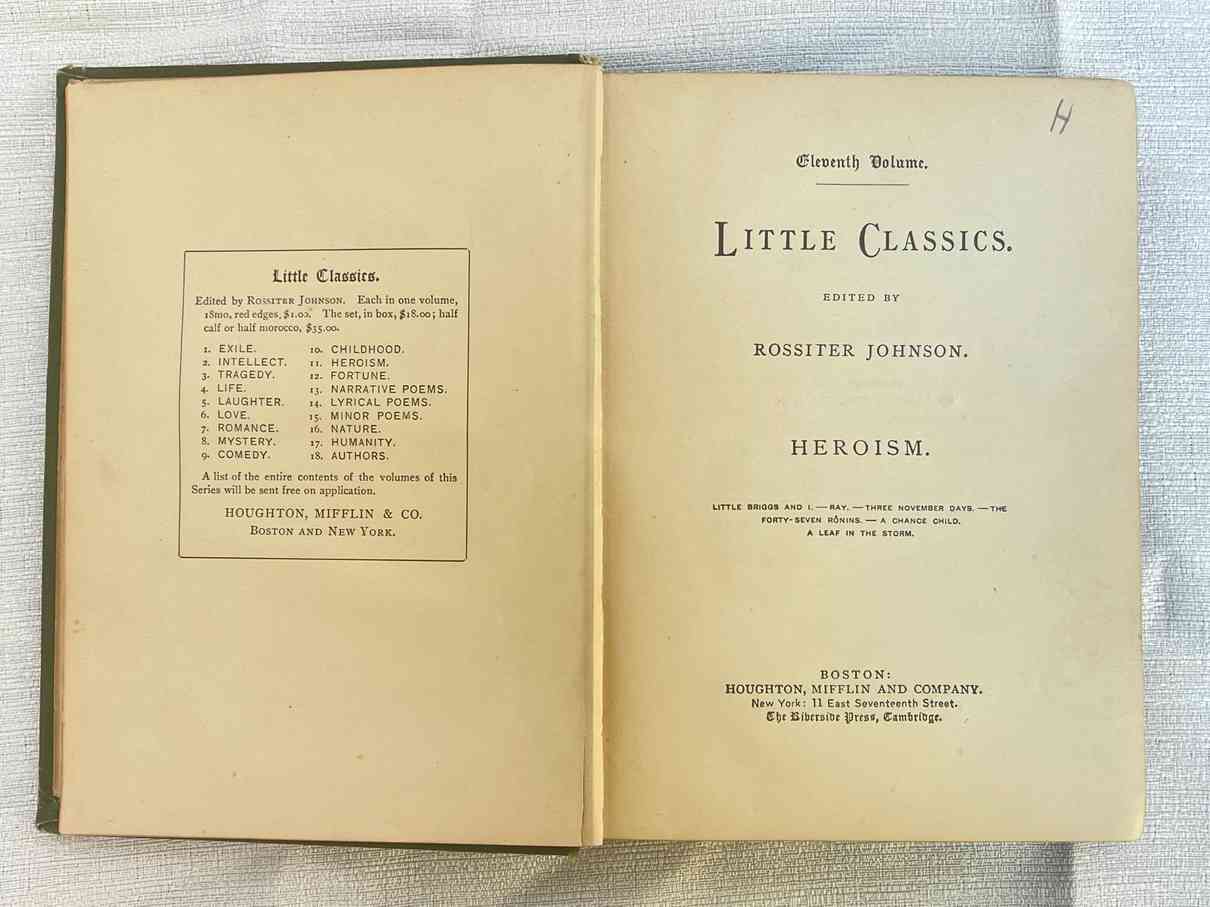 Little Classics.
Edited by ROSSITER JOHNSON. Each in one volume,
18mo, red edges, $1.00. The set, in box, $18.00; half
calf or half morocco, $35.00.
1. EXILE.
2. INTELLECT.
3. TRAGEDY.
4. LIFE.
5. LAUGHTER.
6. LOVE.
7. ROMANCE.
8. MYSTERY.
9. COMEDY.
10. CHILDHOOD.
11. HEROISM.
12. FORTUNE.
13. NARRATIVE POEMS.
14. LYRICAL POEMS.
15. MINOR POEMS.
16. NATURE.
17. HUMANITY.
18. AUTHORS.
A list of the entire contents of the volumes of this
Series will be sent free on application.
HOUGHTON, MIFFLIN & CO.
BOSTON AND NEW YORK.
H
Eleventh Volume.
LITTLE CLASSICS.
EDITED BY
ROSSITER JOHNSON.
HEROISM.
LITTLE BRIGGS AND I. — RAY. — THREE NOVEMBER DAYS. — THE
FORTY-SEVEN RÔNINS. — A CHANCE CHILD.
A LEAF IN THE STORM.
BOSTON:
HOUGHTON, MIFFLIN AND COMPANY.
New York: 11 East Seventeenth Street.
The Riverside Press, Cambridge.